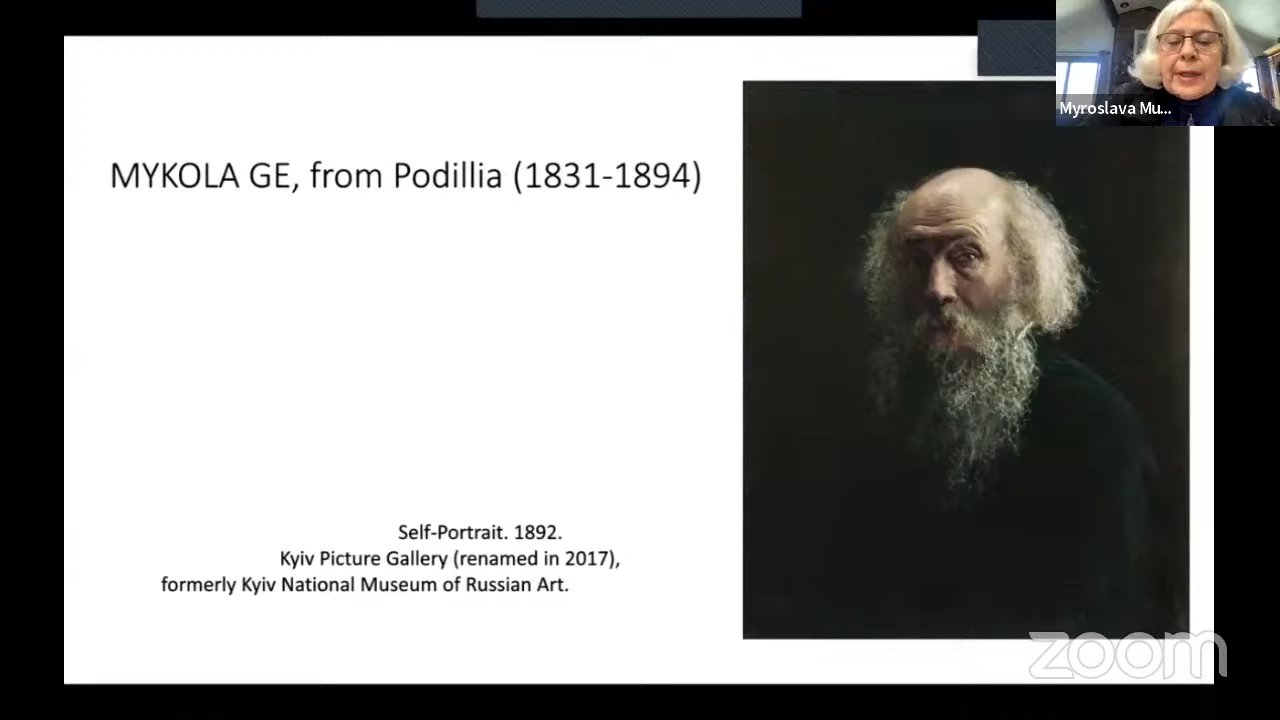 Myroslava Mu...
MYKOLA GE, from Podillia (1831-1894)
Self-Portrait. 1892.
Kyiv Picture Gallery (renamed in 2017),
formerly Kyiv National Museum of Russian Art.
zoom